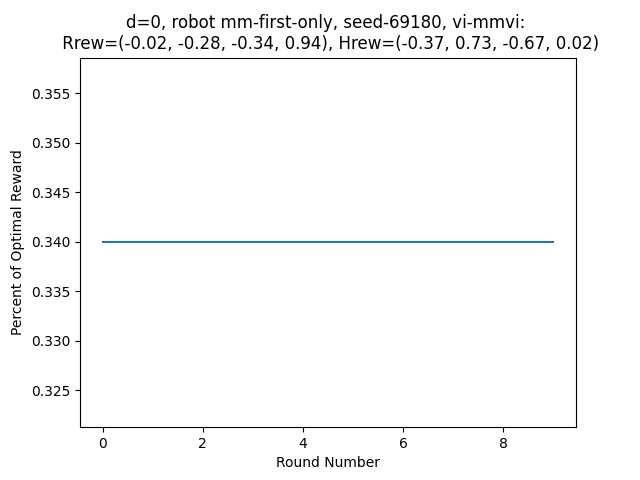 d=0, robot mm-first-only, seed-69180, vi-mmvi:
Rrew=(-0.02, -0.28, -0.34, 0.94), Hrew=(-0.37, 0.73, -0.67, 0.02)
0.355
0.350
0.345
0.340
0.335
0.330
0.325
Percent of Optimal Reward
0 2 4 6 8
Round Number